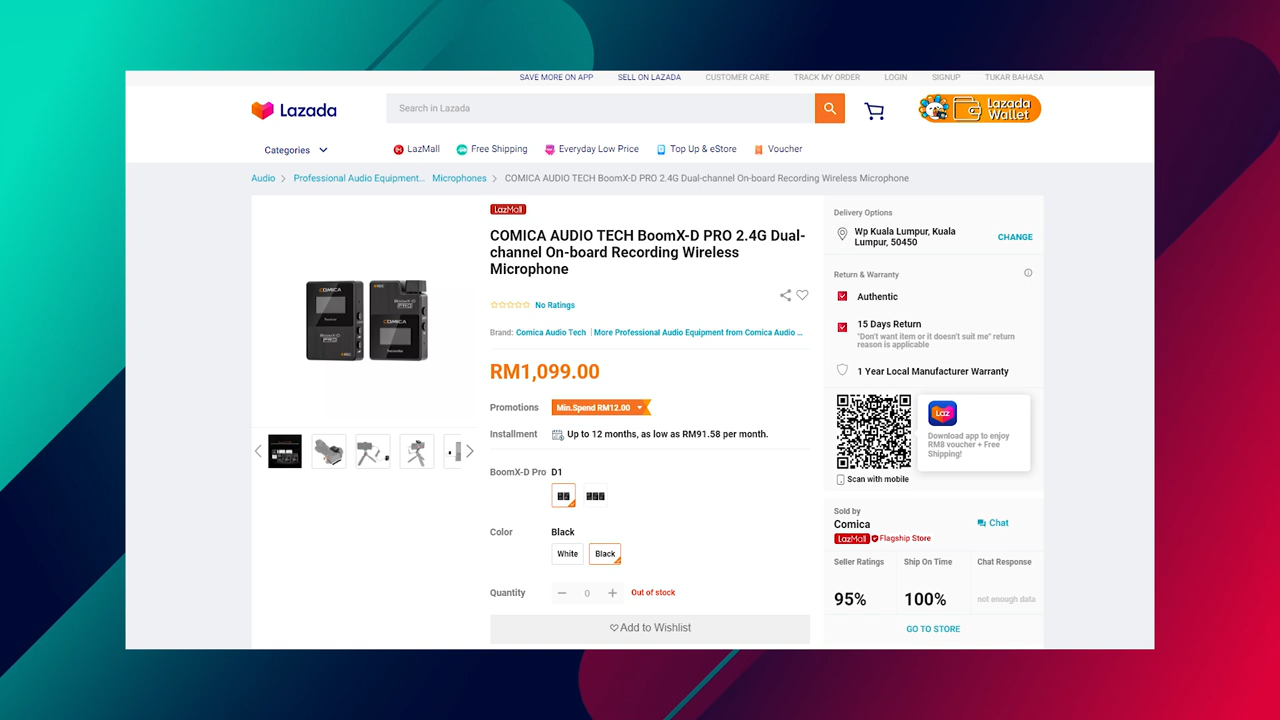 SAVE MORE ON APP SELL ON LAZADA CUSTOMER CARE TRACK MY ORDER LOGIN SIGNUP TUKAR BAHASA
Lazada
Search in Lazada
Lazada
Wallet
Categories
LazMall Free Shipping Everyday Low Price Top Up & eStore Voucher
Audio Professional Audio Equipment... Microphones COMICA AUDIO TECH BoomX-D PRO 2.4G Dual-channel On-board Recording Wireless Microphone
COMICA
BoomX-D
PRO
COMICA
LazMall
COMICA AUDIO TECH BoomX-D PRO 2.4G Dual-
channel On-board Recording Wireless
Microphone
No Ratings
Brand: Comica Audio Tech | More Professional Audio Equipment from Comica Audio ...
RM1,099.00
Promotions Min.Spend RM12.00
Installment Up to 12 months, as low as RM91.58 per month.
BoomX-D Pro D1
Color Black
White Black
Quantity 0 Out of stock
Add to Wishlist
Delivery Options
Wp Kuala Lumpur, Kuala
Lumpur, 50450
CHANGE
Return & Warranty
Authentic
15 Days Return
"Don't want item or it doesn't suit me" return
reason is applicable
1 Year Local Manufacturer Warranty
Laz
Download app to enjoy
RM8 voucher + Free
Shipping!
Scan with mobile
Sold by
Comica
Chat
LazMall Flagship Store
Seller Ratings Ship On Time Chat Response
95% 100% not enough data
GO TO STORE